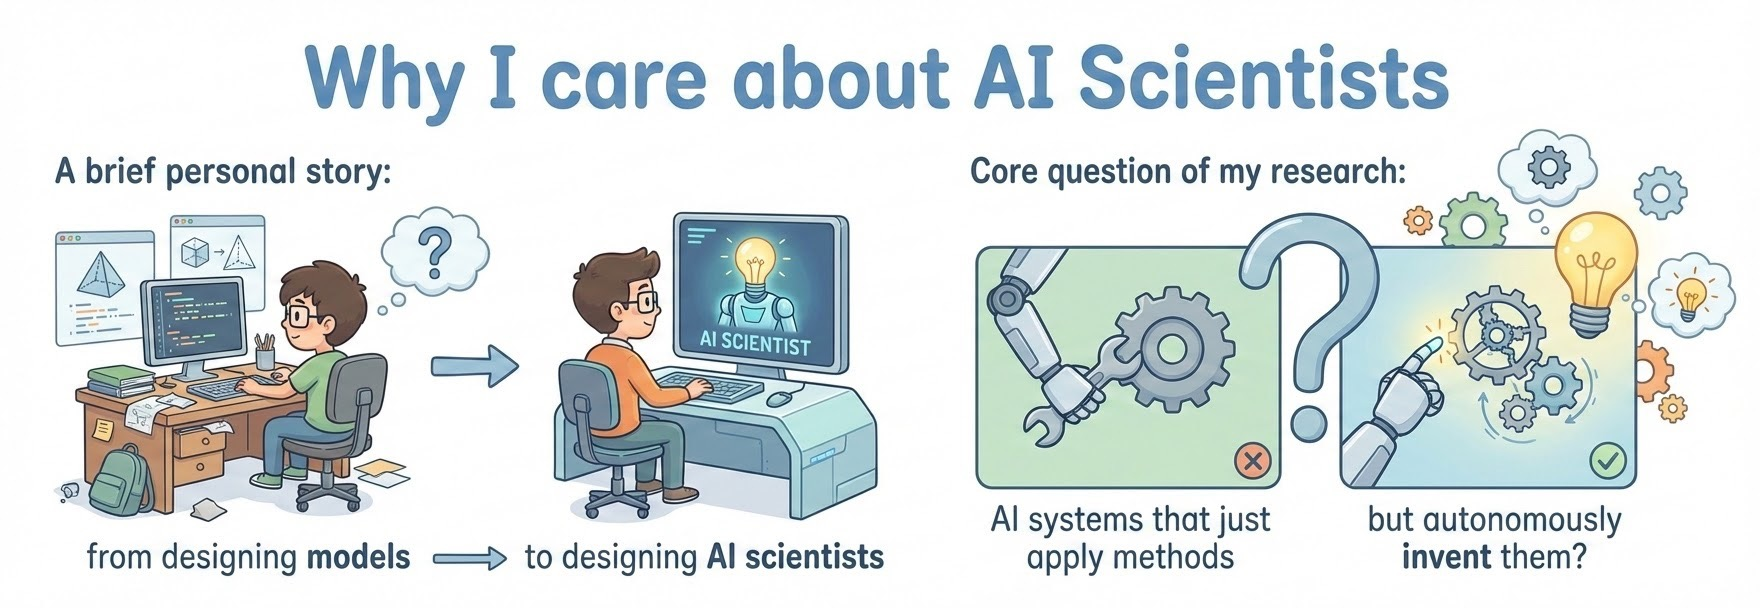 Why I care about AI Scientists
A brief personal story:
?
AI SCIENTIST
from designing models
to designing AI scientists
Core question of my research:
?
AI systems that just
apply methods
but autonomously
invent them?